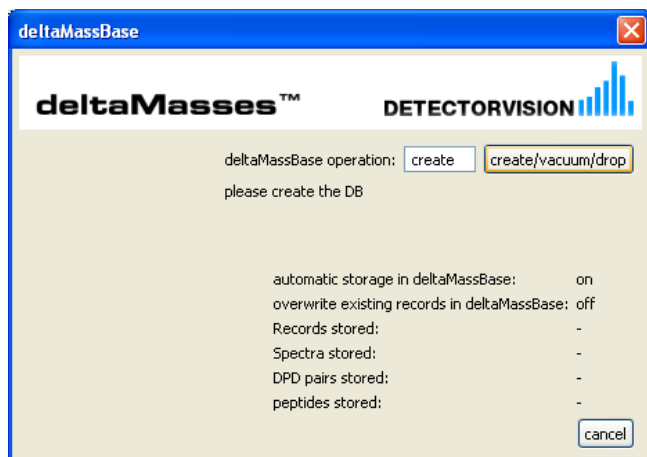 deltaMassBase
deltaMasses™ DETECTORVISION
deltaMassBase operation: create create/vacuum/drop
please create the DB
automatic storage in deltaMassBase: on
overwrite existing records in deltaMassBase: off
Records stored: -
Spectra stored: -
DPD pairs stored: -
peptides stored: -
cancel